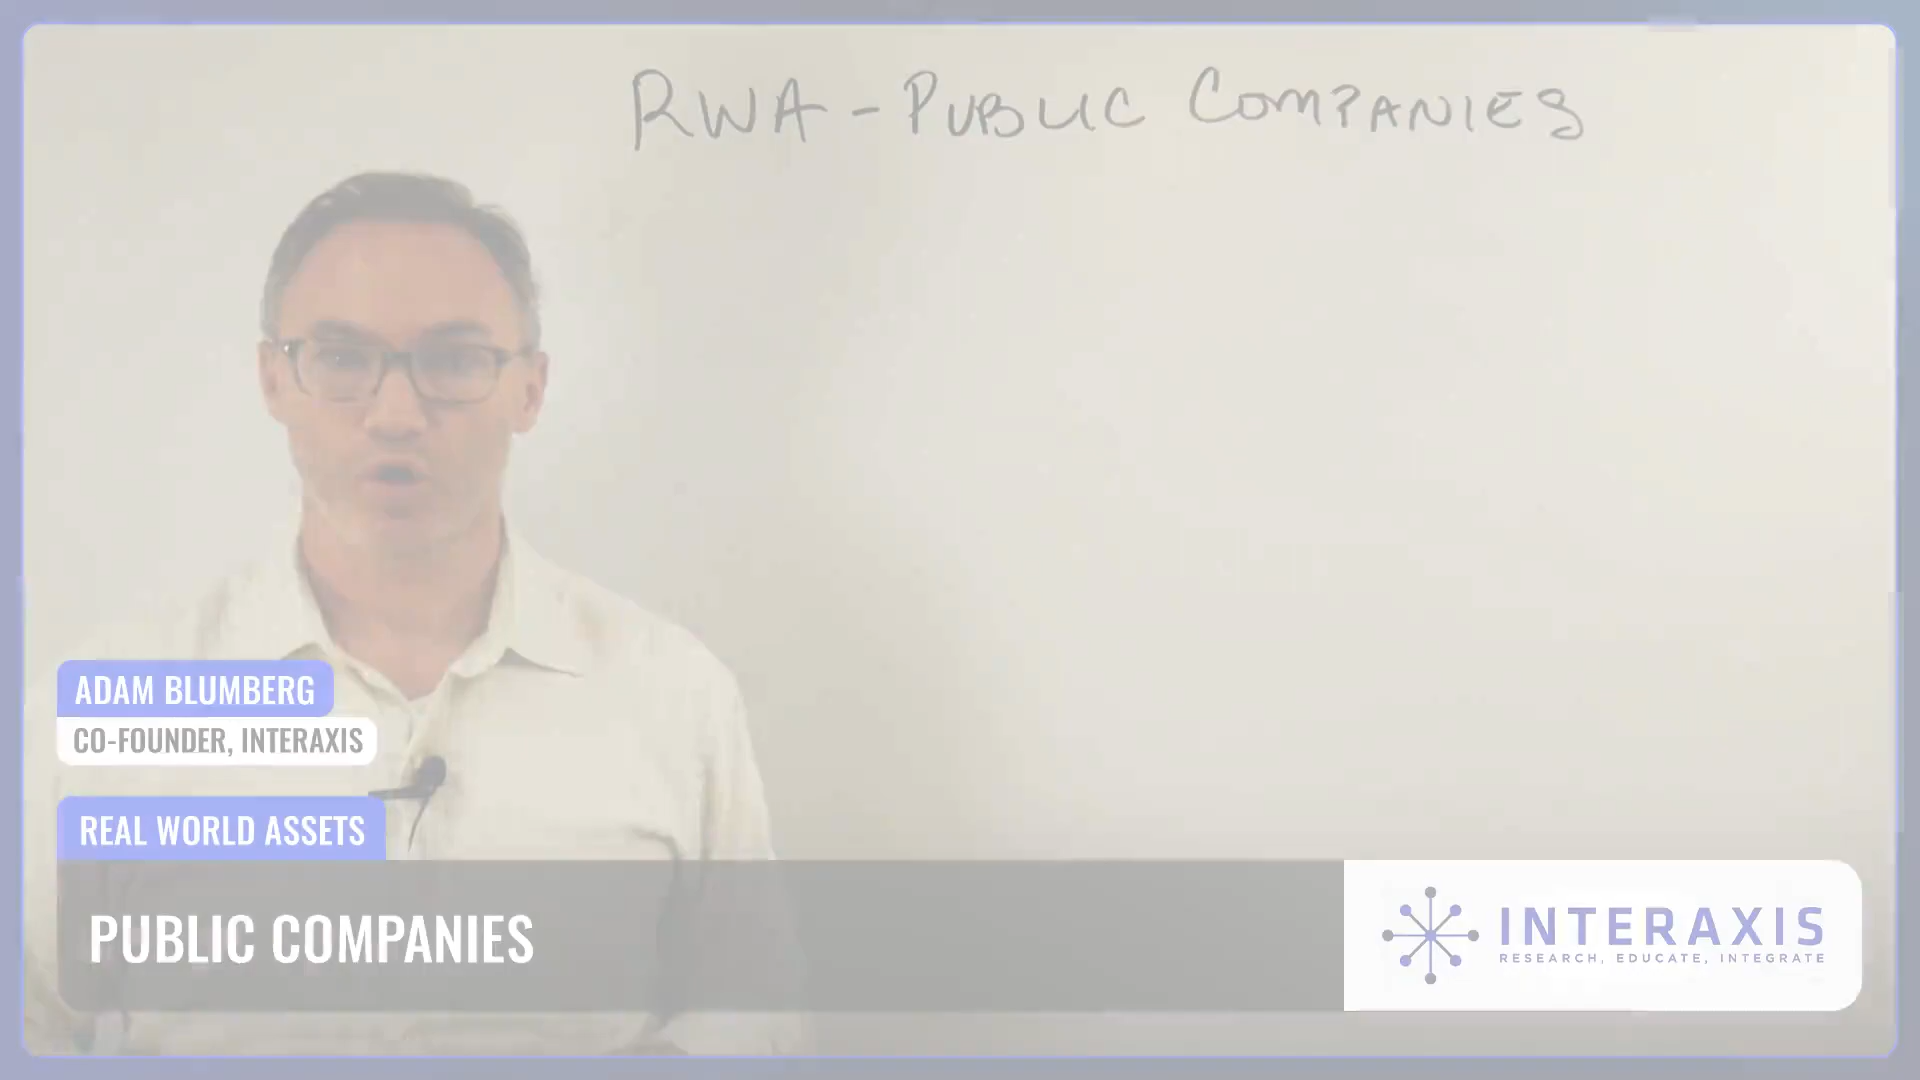 RWA - PUBLIC COMPANIES
ADAM BLUMBERG
CO-FOUNDER, INTERAXIS
REAL WORLD ASSETS
PUBLIC COMPANIES
INTERAXIS
RESEARCH, EDUCATE, INTEGRATE